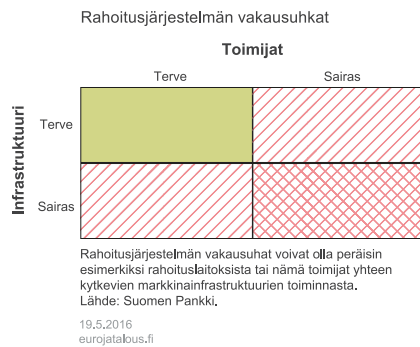 Rahoitusjärjestelmän vakausuhkat
Toimijat
Terve Sairas
Infrastruktuuri
Terve
Sairas
Rahoitusjärjestelmän vakausuhat voivat olla peräisin
esimerkiksi rahoituslaitoksista tai nämä toimijat yhteen
kytkevien markkinainfrastruktuurien toiminnasta.
Lähde: Suomen Pankki.
19.5.2016
eurojatalous.fi